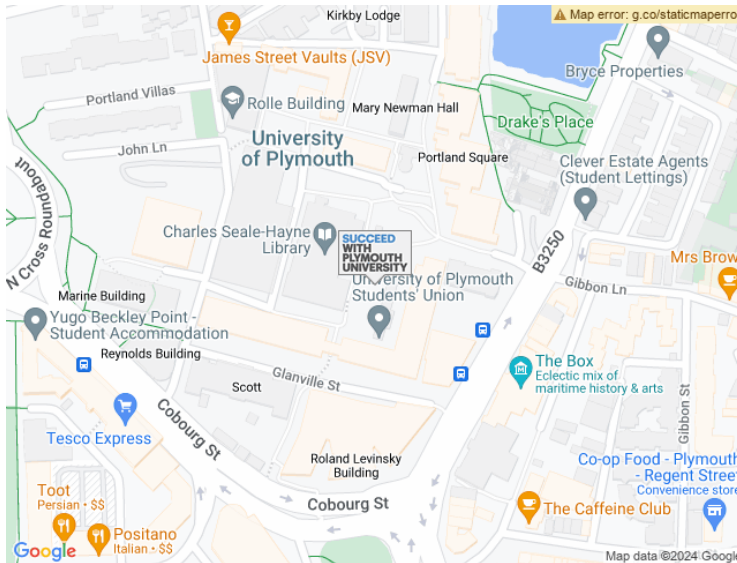 Kirkby Lodge
Map error: g.co/staticmaperro
James Street Vaults (JSV)
Bryce Properties
Portland Villas
Rolle Building
Mary Newman Hall
Drake's Place
University
of Plymouth
John Ln
Portland Square
Clever Estate Agents
(Student Lettings)
N Cross Roundabout
Charles Seale-Hayne
Library
SUCCEED
WITH
PLYMOUTH
UNIVERSITY
B3250
Mrs Brow
University of Plymouth
Students' Union
Gibbon Ln
Marine Building
Yugo Beckley Point -
Student Accommodation
Reynolds Building
The Box
Eclectic mix of
maritime history & arts
Glanville St
Scott
Gibbon St
Tesco Express
Cobourg St
Roland Levinsky
Building
Co-op Food - Plymouth
- Regent Street
Convenience store
Cobourg St
Toot
Persian • $$
The Caffeine Club
Positano
Italian • $$
Google
Map data ©2024 Google